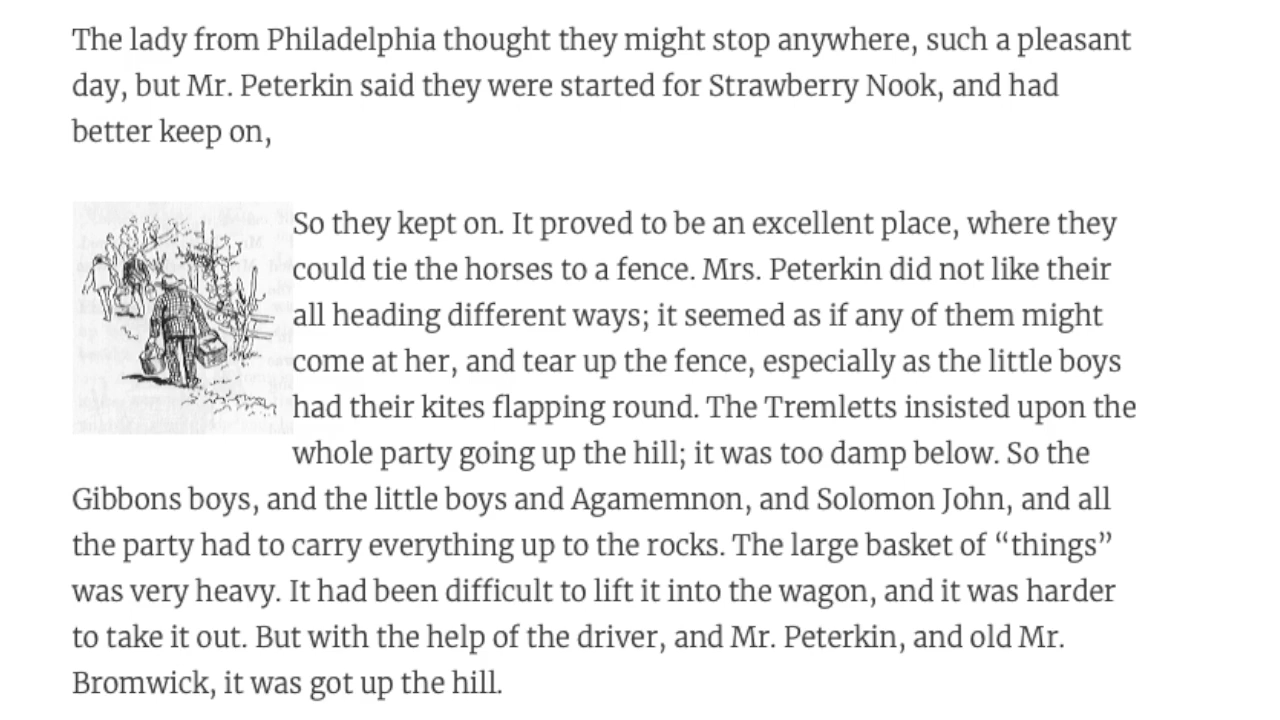 The lady from Philadelphia thought they might stop anywhere, such a pleasant
day, but Mr. Peterkin said they were started for Strawberry Nook, and had
better keep on,
So they kept on. It proved to be an excellent place, where they
could tie the horses to a fence. Mrs. Peterkin did not like their
all heading different ways; it seemed as if any of them might
come at her, and tear up the fence, especially as the little boys
had their kites flapping round. The Tremletts insisted upon the
whole party going up the hill; it was too damp below. So the
Gibbons boys, and the little boys and Agamemnon, and Solomon John, and all
the party had to carry everything up to the rocks. The large basket of “things”
was very heavy. It had been difficult to lift it into the wagon, and it was harder
to take it out. But with the help of the driver, and Mr. Peterkin, and old Mr.
Bromwick, it was got up the hill.